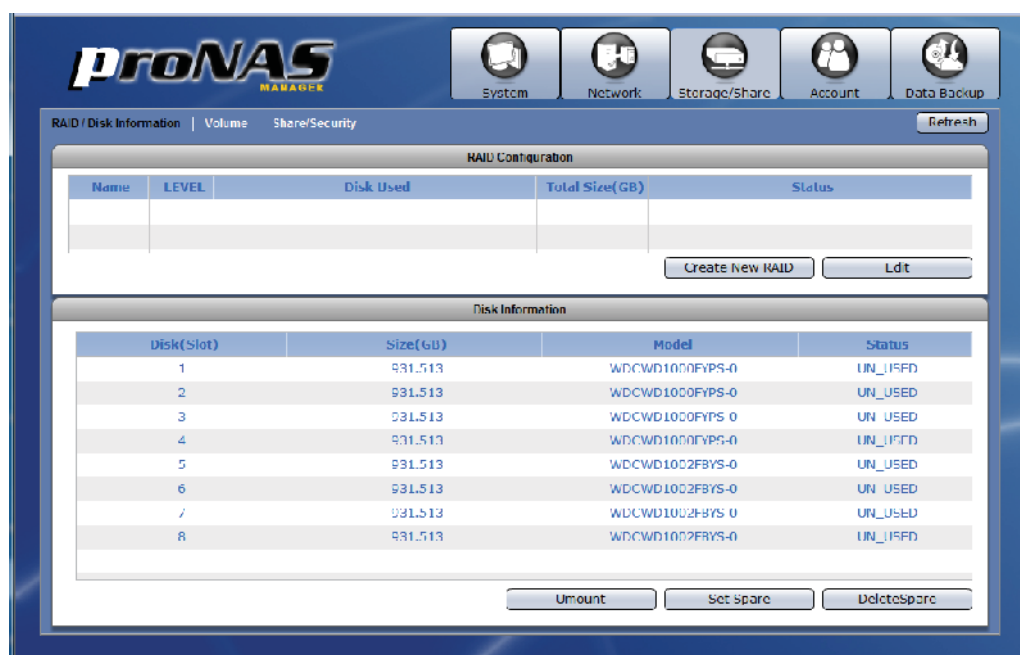 proNAS
MANAGER
System
Network
Storage/Share
Account
Data Backup
RAID / Disk Information | Volume Share/Security
Refresh
RAID Configuration
Name LEVEL Disk Used Total Size(GB) Status
Create New RAID Edit
Disk Information
Disk(Slot) Size(GB) Model Status
1 931.513 WDCWD1000FYPS-0 UN_USED
2 931.513 WDCWD1000FYPS-0 UN_USED
3 931.513 WDCWD1000FYPS-0 UN_USED
4 931.513 WDCWD1000FYPS-0 UN_USED
5 931.513 WDCWD1002FBYS-0 UN_USED
6 931.513 WDCWD1002FBYS-0 UN_USED
7 931.513 WDCWD1002FBYS-0 UN_USED
8 931.513 WDCWD1002FBYS-0 UN_USED
Umount Set Spare DeleteSpare